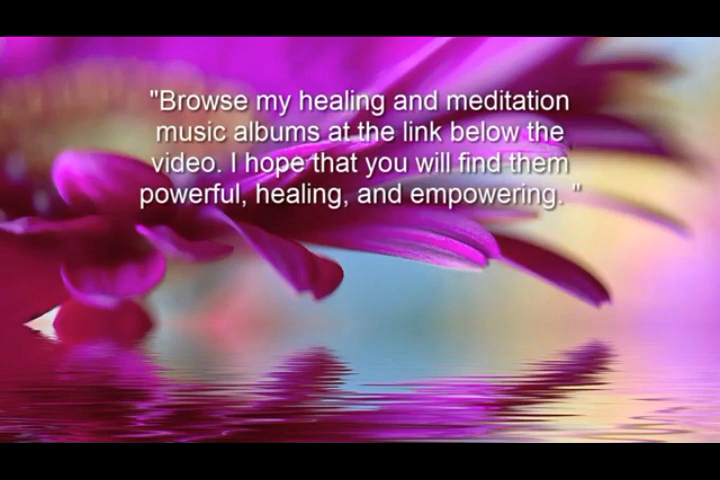 "Browse my healing and meditation
music albums at the link below the
video. I hope that you will find them
powerful, healing, and empowering. "